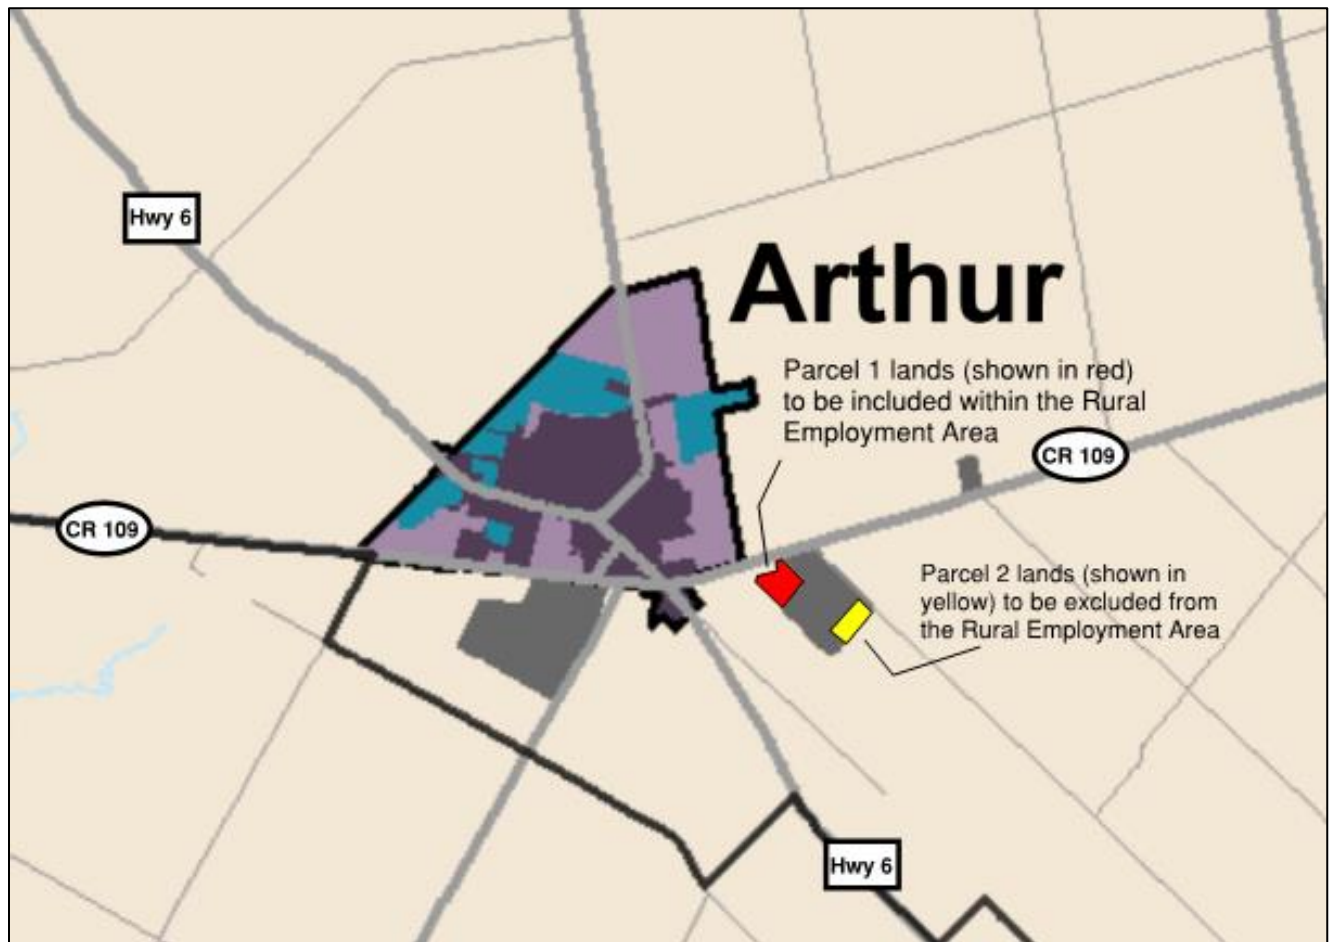 Hwy 6
Arthur
Parcel 1 lands (shown in red)
to be included within the Rural
Employment Area
CR 109
CR 109
Parcel 2 lands (shown in
yellow) to be excluded from
the Rural Employment Area
Hwy 6